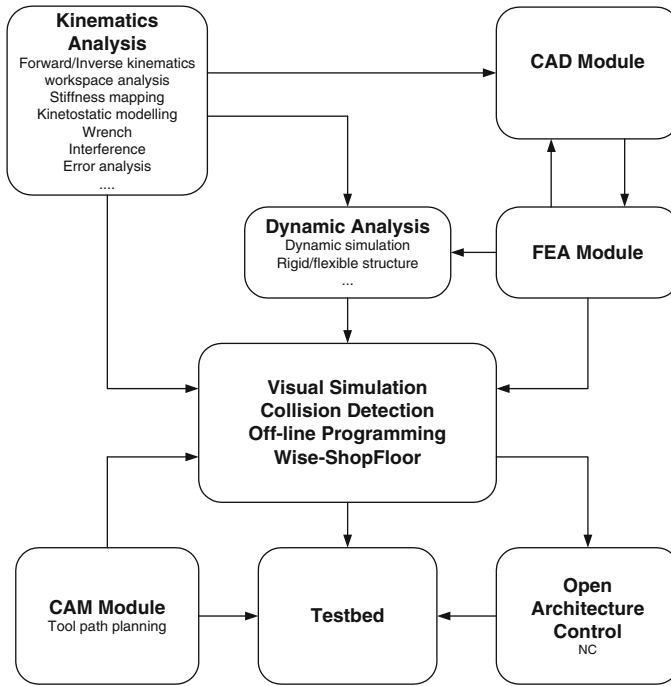 Kinematics
Analysis
Forward/Inverse kinematics
workspace analysis
Stiffness mapping
Kinetostatic modelling
Wrench
Interference
Error analysis
....
CAD Module
Dynamic Analysis
Dynamic simulation
Rigid/flexible structure
...
FEA Module
Visual Simulation
Collision Detection
Off-line Programming
Wise-ShopFloor
CAM Module
Tool path planning
Testbed
Open
Architecture
Control
NC